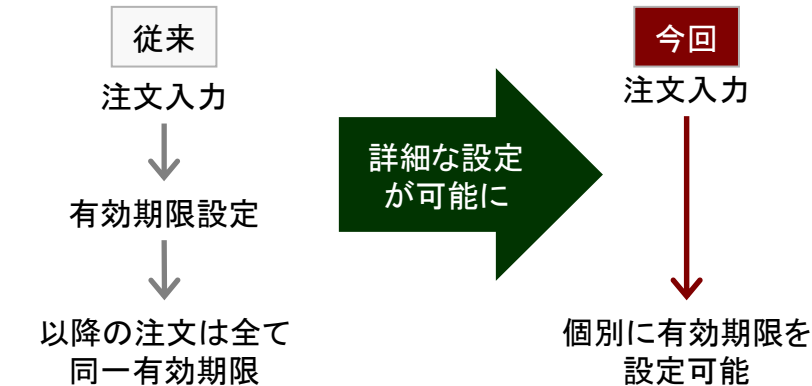 従来
注文入力
有効期限設定
以降の注文は全て
同一有効期限
詳細な設定
が可能に
今回
注文入力
個別に有効期限を
設定可能